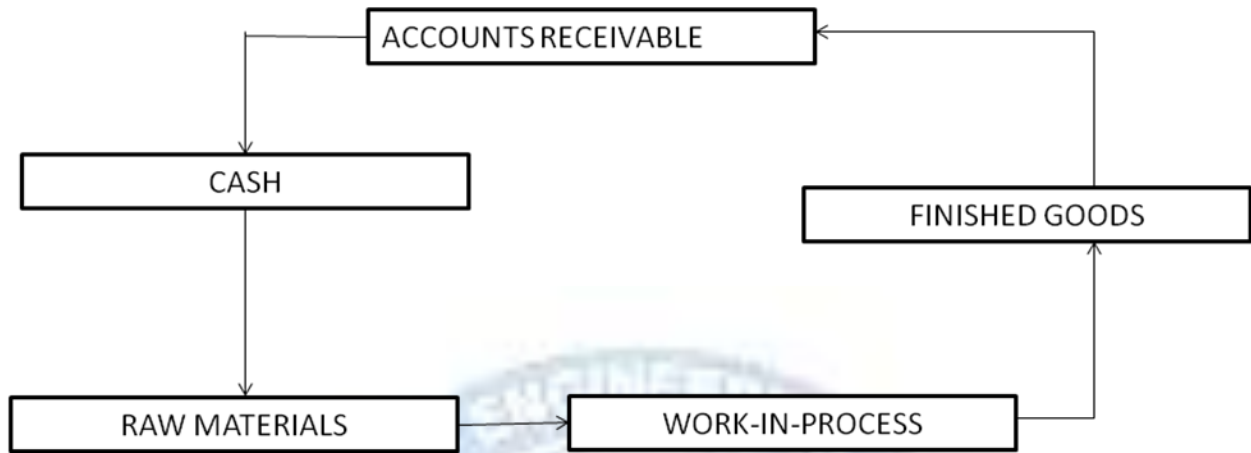 ACCOUNTS RECEIVABLE
CASH
FINISHED GOODS
RAW MATERIALS
WORK-IN-PROCESS